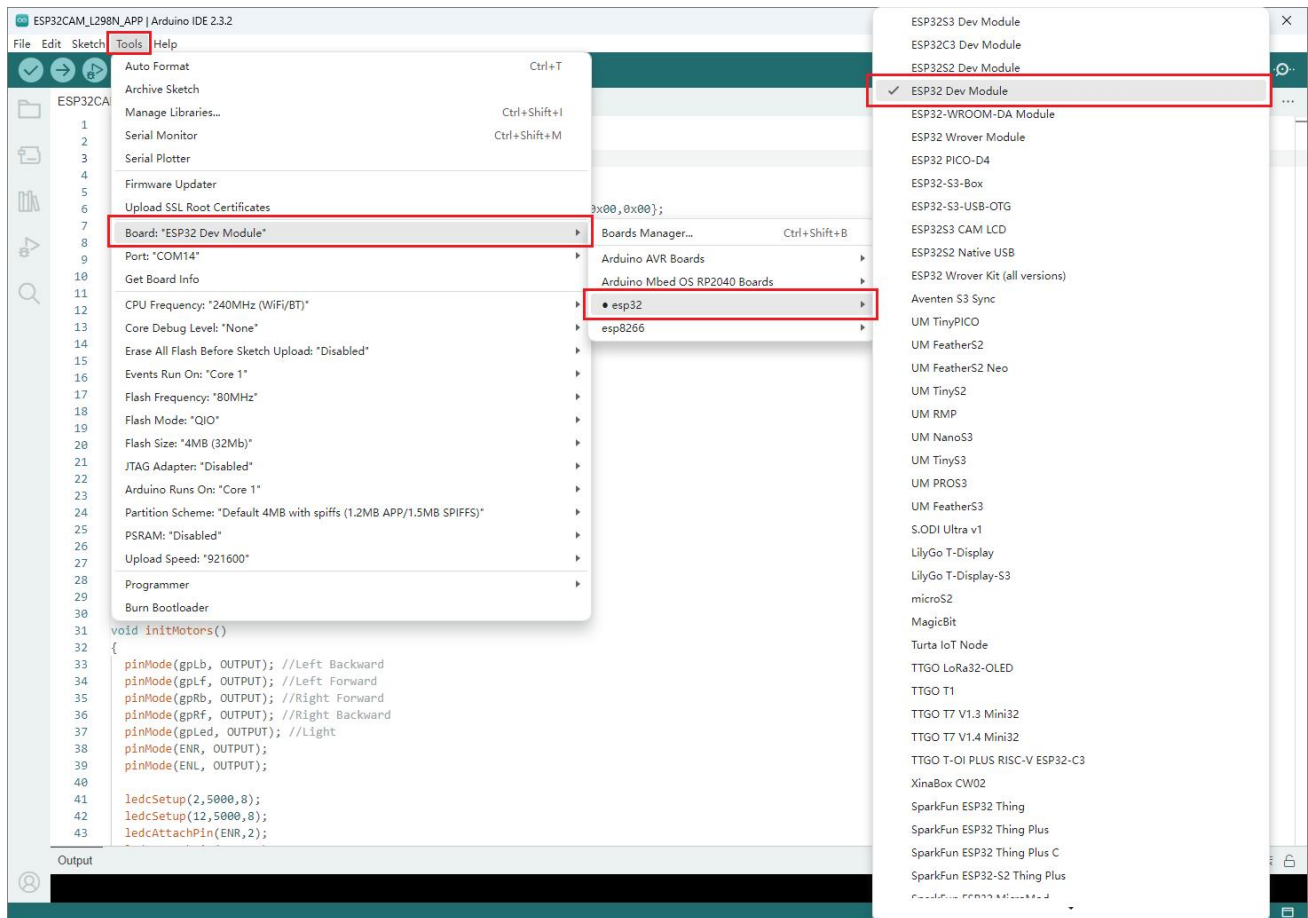 ESP32CAM_L298N_APP | Arduino IDE 2.3.2
File Edit Sketch Tools Help
ESP32CA
Auto Format Ctrl+T
Archive Sketch
Manage Libraries... Ctrl+Shift+I
Serial Monitor Ctrl+Shift+M
Serial Plotter
Firmware Updater
Upload SSL Root Certificates
Board: "ESP32 Dev Module"
Port: "COM14"
Get Board Info
CPU Frequency: "240MHz (WiFi/BT)"
Core Debug Level: "None"
Erase All Flash Before Sketch Upload: "Disabled"
Events Run On: "Core 1"
Flash Frequency: "80MHz"
Flash Mode: "QIO"
Flash Size: "4MB (32Mb)"
JTAG Adapter: "Disabled"
Arduino Runs On: "Core 1"
Partition Scheme: "Default 4MB with spiffs (1.2MB APP/1.5MB SPIFFS)"
PSRAM: "Disabled"
Upload Speed: "921600"
Programmer
Burn Bootloader
0x00,0x00};
Boards Manager... Ctrl+Shift+B
Arduino AVR Boards
Arduino Mbed OS RP2040 Boards
● esp32
esp8266
ESP32S3 Dev Module
ESP32C3 Dev Module
ESP32S2 Dev Module
✓ ESP32 Dev Module
ESP32-WROOM-DA Module
ESP32 Wrover Module
ESP32 PICO-D4
ESP32-S3-Box
ESP32-S3-USB-OTG
ESP32S3 CAM LCD
ESP32S2 Native USB
ESP32 Wrover Kit (all versions)
Aventen S3 Sync
UM TinyPICO
UM FeatherS2
UM FeatherS2 Neo
UM TinyS2
UM RMP
UM NanoS3
UM TinyS3
UM PROS3
UM FeatherS3
S.ODI Ultra v1
LilyGo T-Display
LilyGo T-Display-S3
microS2
MagicBit
Turta IoT Node
TTGO LoRa32-OLED
TTGO T1
TTGO T7 V1.3 Mini32
TTGO T7 V1.4 Mini32
TTGO T-OI PLUS RISC-V ESP32-C3
XinaBox CW02
SparkFun ESP32 Thing
SparkFun ESP32 Thing Plus
SparkFun ESP32 Thing Plus C
SparkFun ESP32-S2 Thing Plus
SparkFun ESP32 MicroMod
1
2
3
4
5
6
7
8
9
10
11
12
13
14
15
16
17
18
19
20
21
22
23
24
25
26
27
28
29
30
31 void initMotors()
32 {
33 pinMode(gpLb, OUTPUT); //Left Backward
34 pinMode(gpLf, OUTPUT); //Left Forward
35 pinMode(gpRb, OUTPUT); //Right Forward
36 pinMode(gpRf, OUTPUT); //Right Backward
37 pinMode(gpLed, OUTPUT); //Light
38 pinMode(ENR, OUTPUT);
39 pinMode(ENL, OUTPUT);
40
41 ledcSetup(2,5000,8);
42 ledcSetup(12,5000,8);
43 ledcAttachPin(ENR,2);
Output